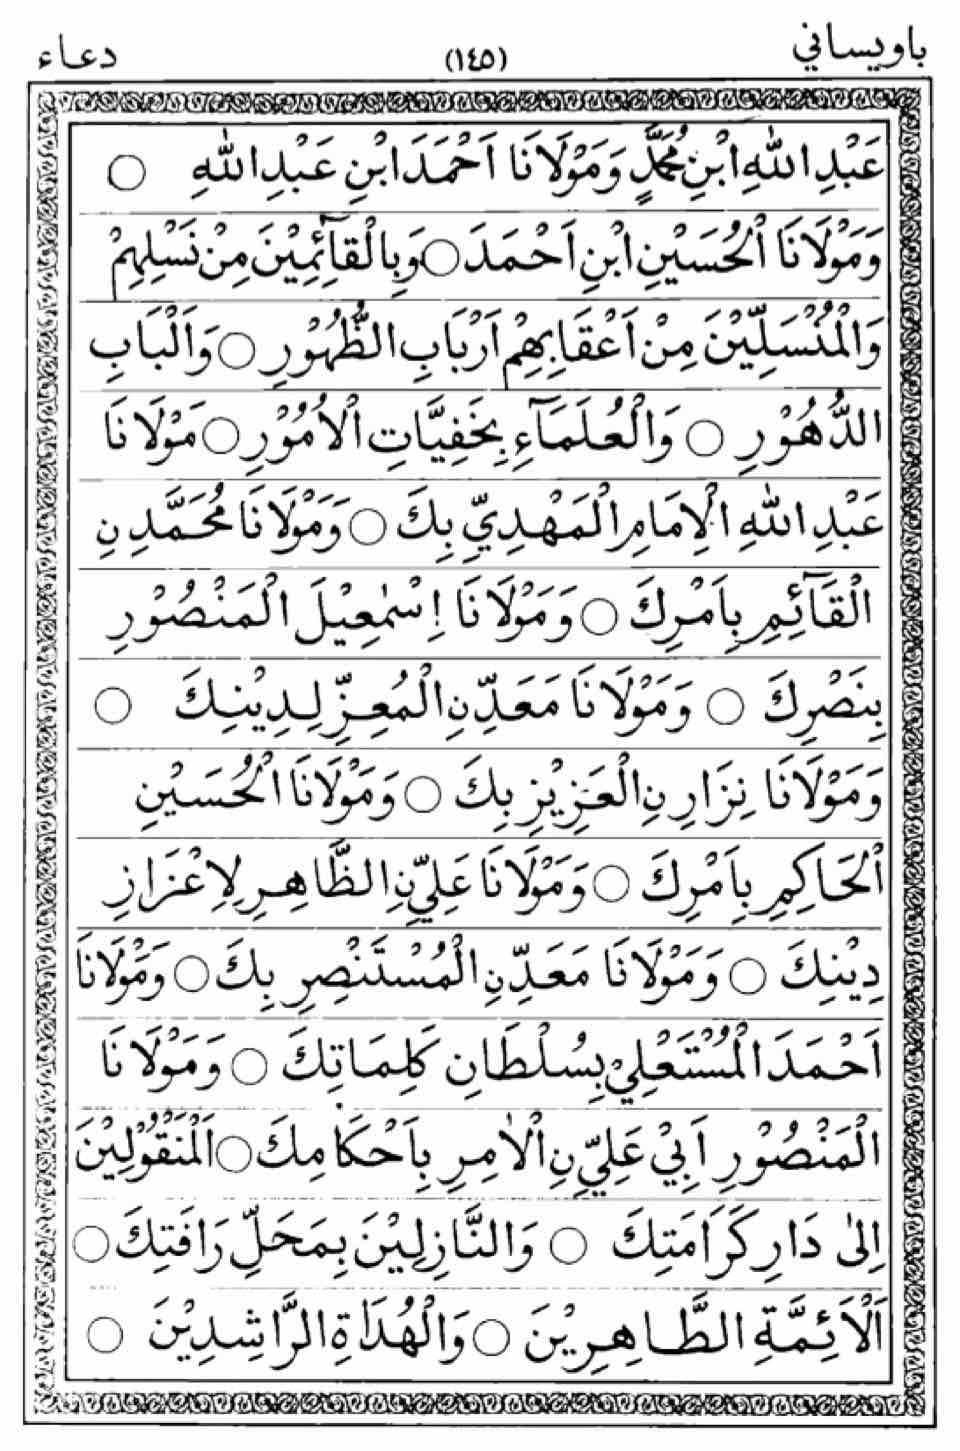 باويساني (١٤٥) دعاء
عَبْدِ اللهِ ابْنِ مُحَمَّدٍ وَمَوْلَانَا اَحْمَدَ ابْنِ عَبْدِ اللهِ ○
وَمَوْلَانَا الْحُسَيْنِ ابْنِ اَحْمَدَ ○ وَبِالْقَآئِمِيْنَ مِنْ نَسْلِهِمْ
وَالْمُنْسَلِّيْنَ مِنْ اَعْقَابِهِمْ اَرْبَابِ الظُّهُوْرِ ○ وَاَلْبَابِ
الدُّهُوْرِ ○ وَالْعُلَمَآءِ بِخَفِيَّاتِ الْاُمُوْرِ ○ مَوْلَانَا
عَبْدِ اللهِ الْاِمَامِ الْمَهْدِيِّ بِكَ ○ وَمَوْلَانَا مُحَمَّدِ نِ
الْقَآئِمِ بِاَمْرِكَ ○ وَمَوْلَانَا اِسْمٰعِيْلَ الْمَنْصُوْرِ
بِنَصْرِكَ ○ وَمَوْلَانَا مَعَدِّنِ الْمُعِزِّ لِدِيْنِكَ ○
وَمَوْلَانَا نِزَارِ نِ الْعَزِيْزِ بِكَ ○ وَمَوْلَانَا الْحُسَيْنِ
الْحَاكِمِ بِاَمْرِكَ ○ وَمَوْلَانَا عَلِيِّ نِ الظَّاهِرِ لِاِعْزَازِ
دِيْنِكَ ○ وَمَوْلَانَا مَعَدِّنِ الْمُسْتَنْصِرِ بِكَ ○ وَمَوْلَانَا
اَحْمَدَ الْمُسْتَعْلِيْ بِسُلْطَانِ كَلِمَاتِكَ ○ وَمَوْلَانَا
الْمَنْصُوْرِ اَبِيْ عَلِيِّ نِ الْاٰمِرِ بِاَحْكَامِكَ ○ اَلْمَنْقُوْلِيْنَ
اِلىٰ دَارِ كَرَامَتِكَ ○ وَالنَّازِلِيْنَ بِمَحَلِّ رَافَتِكَ ○
اَلْاَئِمَّةِ الطَّاهِرِيْنَ ○ وَالْهُدَاةِ الرَّاشِدِيْنَ ○